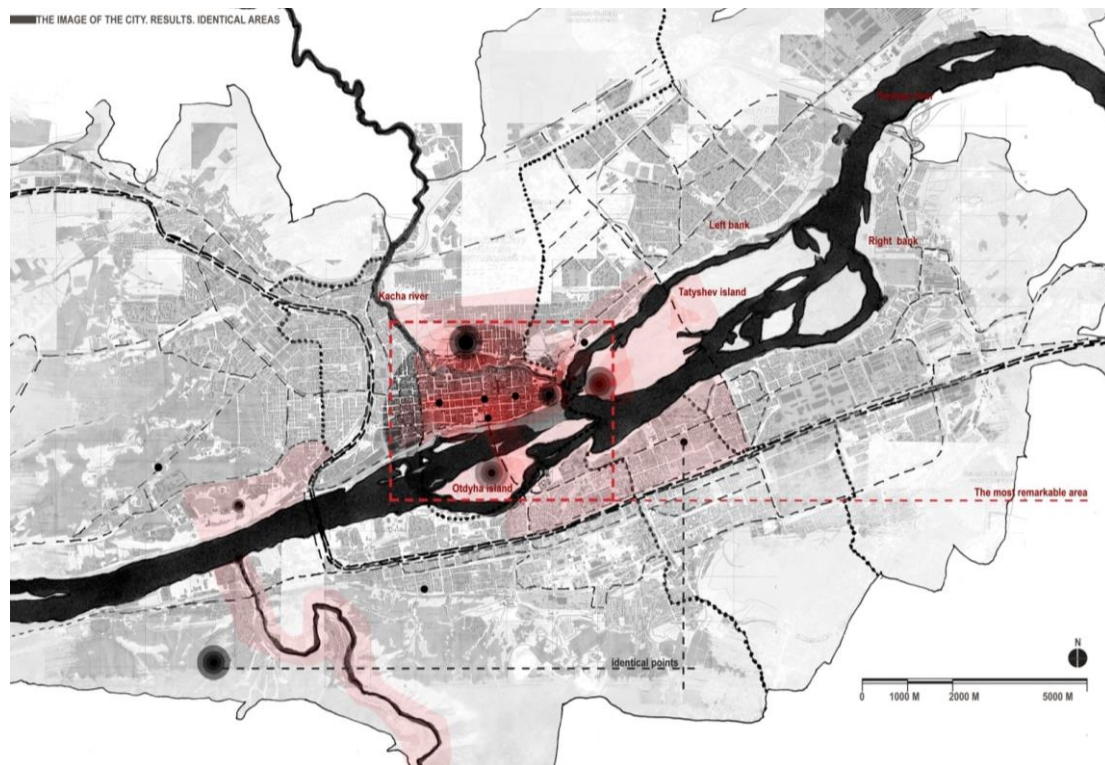 THE IMAGE OF THE CITY. RESULTS. IDENTICAL AREAS
Left bank
Right bank
Kacha river
Tatyshev island
Otdyha island
The most remarkable area
identical points
N
0 1000 M 2000 M 5000 M